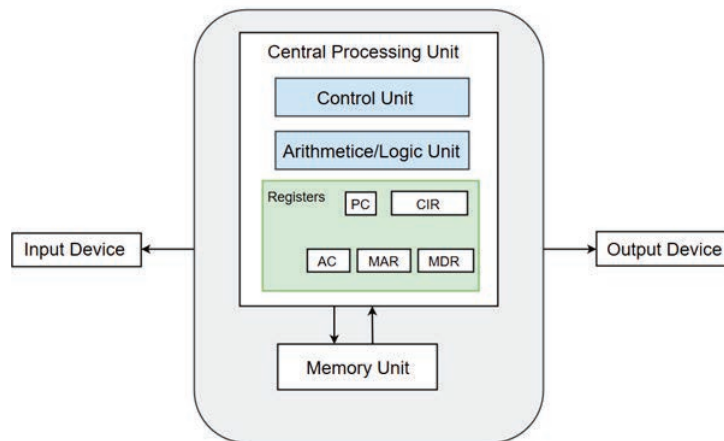 Central Processing Unit
Control Unit
Arithmetice/Logic Unit
Registers
PC
CIR
Input Device
Output Device
AC
MAR
MDR
Memory Unit